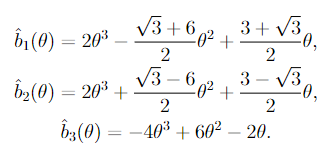 b̂₁(θ) = 2θ³ − (√3 + 6)/2 θ² + (3 + √3)/2 θ,
b̂₂(θ) = 2θ³ + (√3 − 6)/2 θ² + (3 − √3)/2 θ,
b̂₃(θ) = −4θ³ + 6θ² − 2θ.